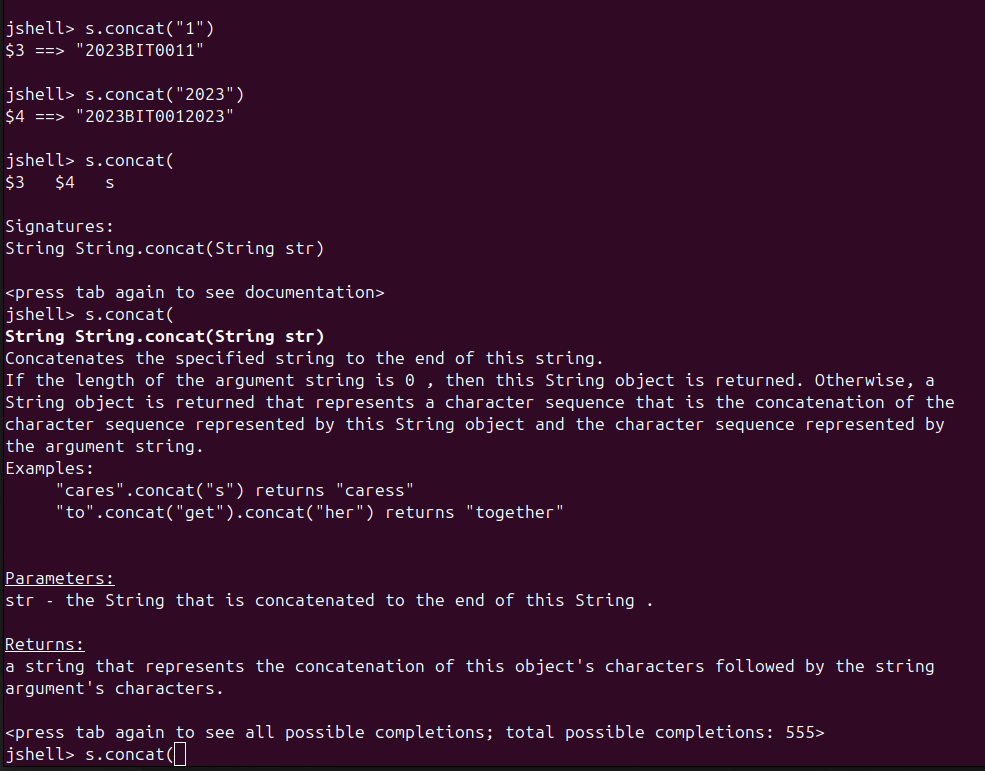 jshell> s.concat("1")
$3 ==> "2023BIT0011"
jshell> s.concat("2023")
$4 ==> "2023BIT0012023"
jshell> s.concat(
$3   $4   s
Signatures:
String String.concat(String str)
<press tab again to see documentation>
jshell> s.concat(
String String.concat(String str)
Concatenates the specified string to the end of this string.
If the length of the argument string is 0 , then this String object is returned. Otherwise, a
String object is returned that represents a character sequence that is the concatenation of the
character sequence represented by this String object and the character sequence represented by
the argument string.
Examples:
     "cares".concat("s") returns "caress"
     "to".concat("get").concat("her") returns "together"
Parameters:
str - the String that is concatenated to the end of this String .
Returns:
a string that represents the concatenation of this object's characters followed by the string
argument's characters.
<press tab again to see all possible completions; total possible completions: 555>
jshell> s.concat(